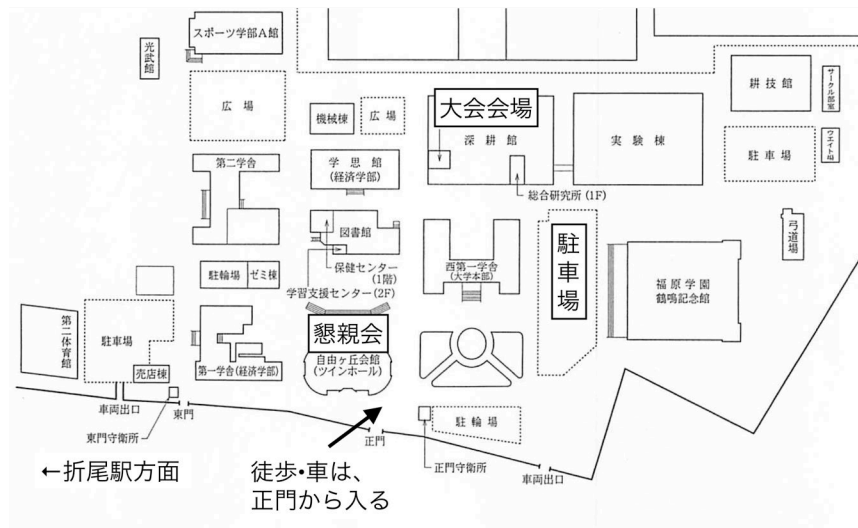 スポーツ学部A館
光武館
広場
機械棟
広場
大会会場
深耕館
実験棟
耕技館
サークル部室
駐車場
ウエイト場
第二学舎
学思館
(経済学部)
総合研究所(1F)
図書館
保健センター
(1階)
学習支援センター(2F)
西第一学舎
(大学本部)
駐車場
弓道場
福原学園
鶴鳴記念館
駐輪場
ゼミ棟
第二体育館
駐車場
売店棟
第一学舎(経済学部)
懇親会
自由ヶ丘会館
(ツインホール)
車両出口
東門
東門守衛所
正門
駐輪場
正門守衛所
車両出口
←折尾駅方面
徒歩・車は、
正門から入る